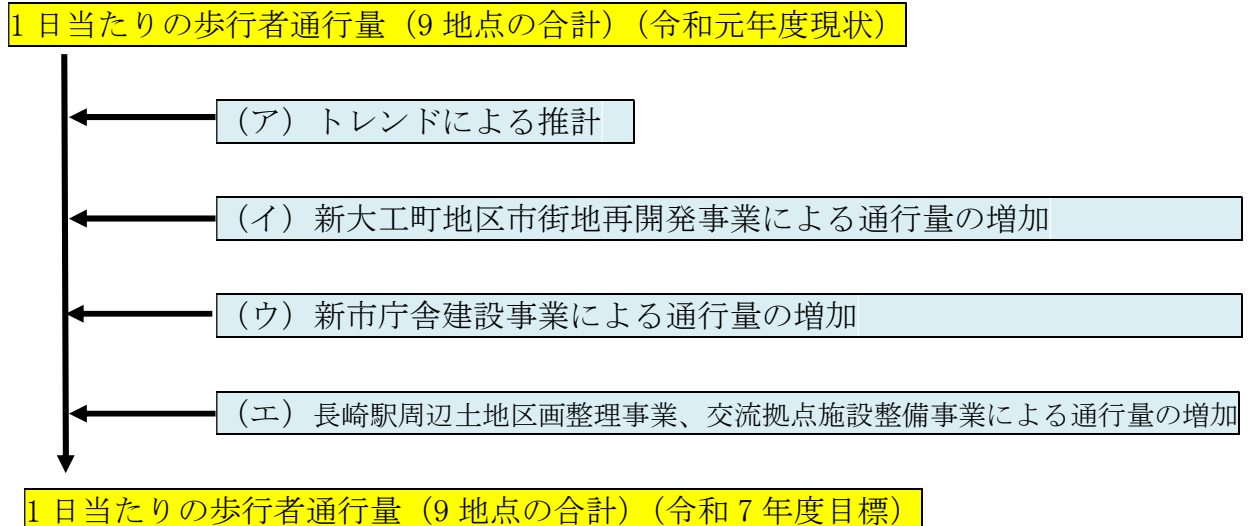 1 日当たりの歩行者通行量（9 地点の合計）（令和元年度現状）
（ア）トレンドによる推計
（イ）新大工町地区市街地再開発事業による通行量の増加
（ウ）新市庁舎建設事業による通行量の増加
（エ）長崎駅周辺土地区画整理事業、交流拠点施設整備事業による通行量の増加
1 日当たりの歩行者通行量（9 地点の合計）（令和 7 年度目標）